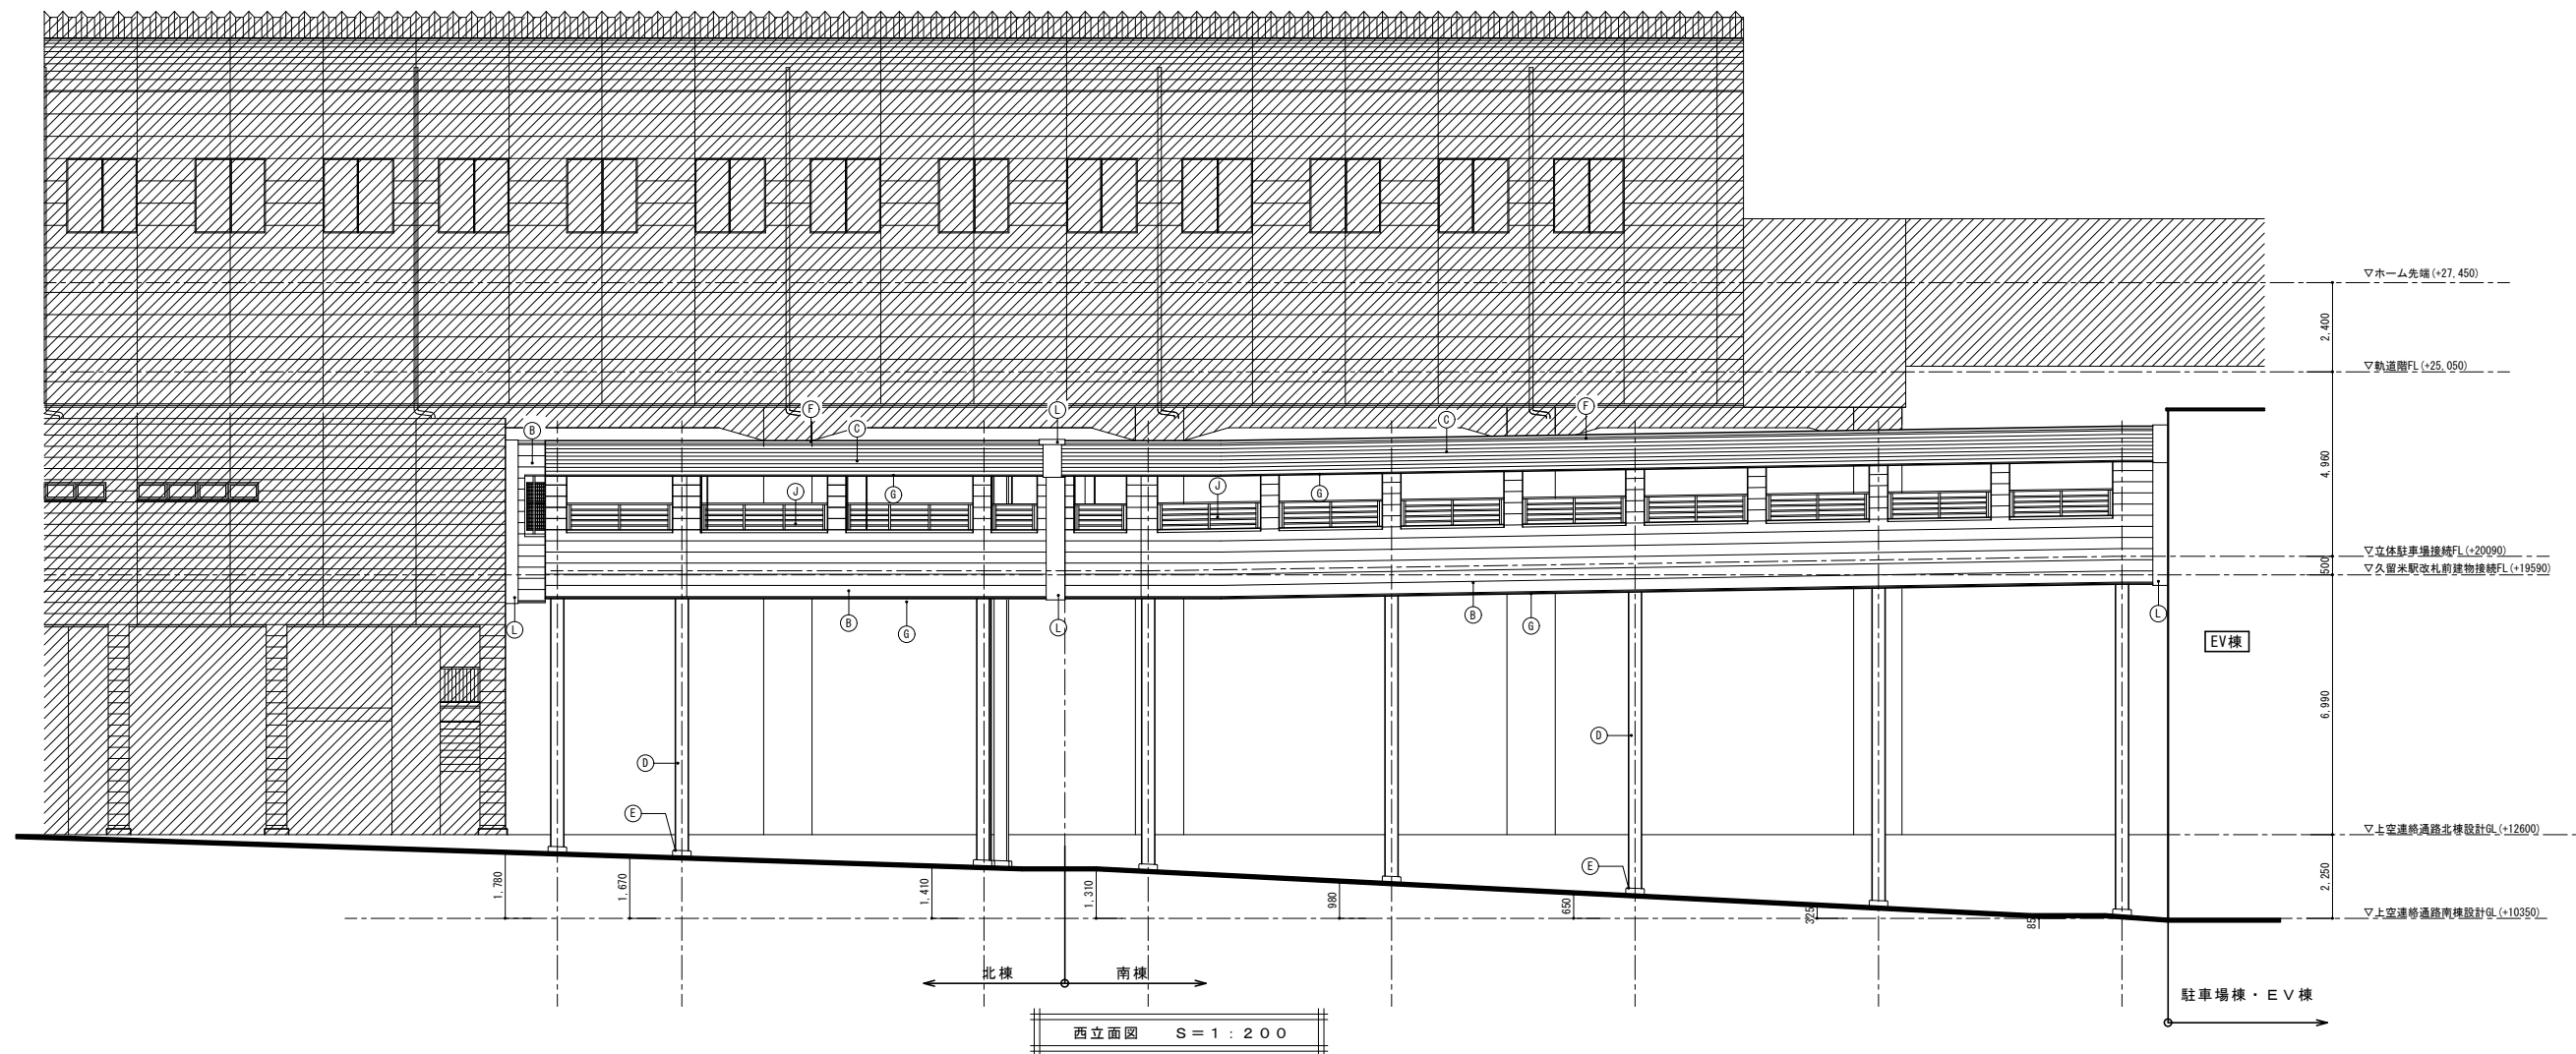 ▽ホーム先端(+27,450)
2,400
▽軌道階FL(+25,050)
F
L
F
B
C
C
4,960
J
G
J
G
▽立体駐車場接続FL(+20090)
500
▽久留米駅改札前建物接続FL(+19590)
L
B
G
L
B
G
L
EV棟
6,990
D
D
E
E
▽上空連絡通路北棟設計GL(+12600)
1,780
1,670
1,410
1,310
980
650
325
85
2,250
▽上空連絡通路南棟設計GL(+10350)
北棟
南棟
駐車場棟・EV棟
西立面図 S=1:200